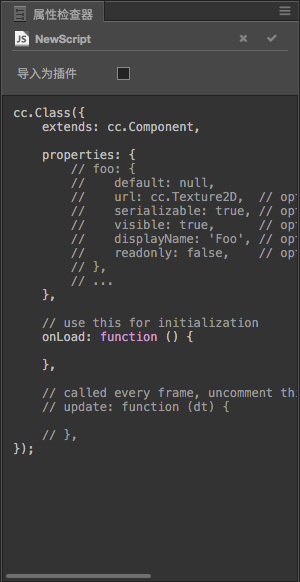 属性检查器
JS NewScript
导入为插件
cc.Class({
    extends: cc.Component,

    properties: {
        // foo: {
        //    default: null,
        //    url: cc.Texture2D,  // opt
        //    serializable: true, // opt
        //    visible: true,      // opt
        //    displayName: 'Foo', // opt
        //    readonly: false,    // opt
        // },
        // ...
    },

    // use this for initialization
    onLoad: function () {

    },

    // called every frame, uncomment thi
    // update: function (dt) {

    // },
});